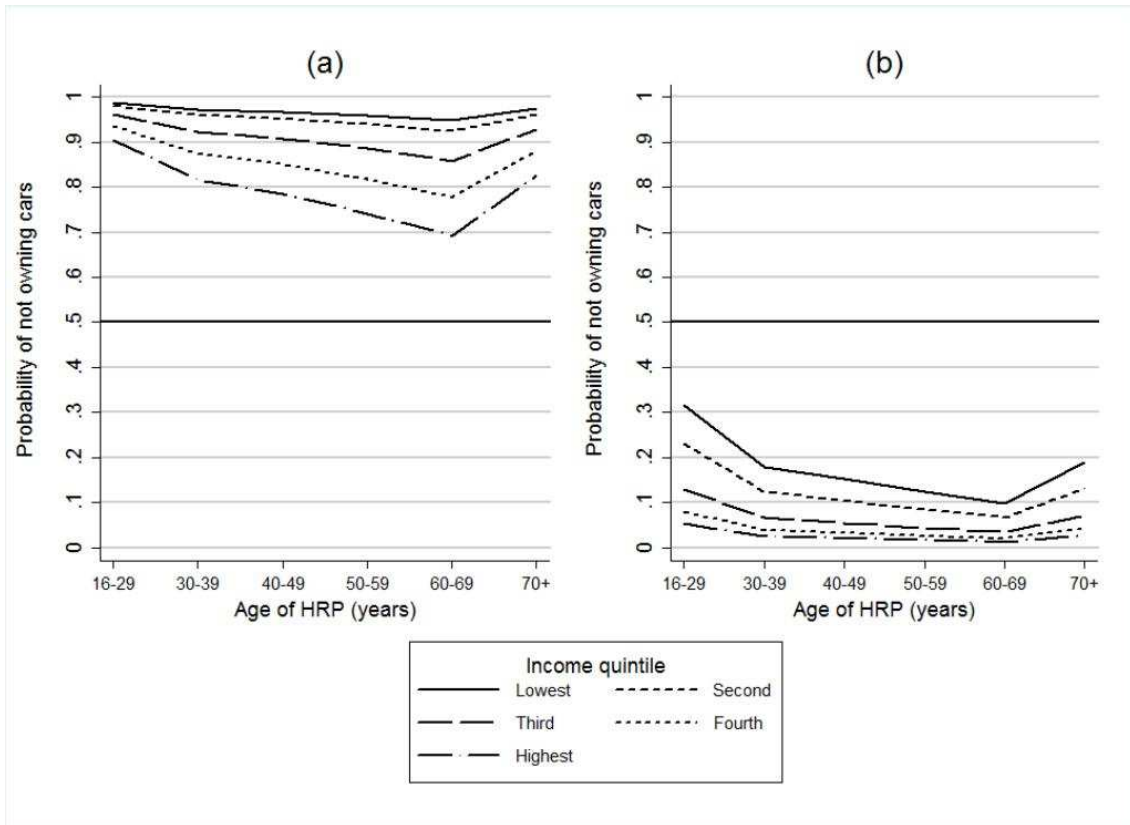 (a)
Probability of not owning cars
1
.9
.8
.7
.6
.5
.4
.3
.2
.1
0
16-29 30-39 40-49 50-59 60-69 70+
Age of HRP (years)
(b)
Probability of not owning cars
1
.9
.8
.7
.6
.5
.4
.3
.2
.1
0
16-29 30-39 40-49 50-59 60-69 70+
Age of HRP (years)
Income quintile
Lowest Second
Third Fourth
Highest